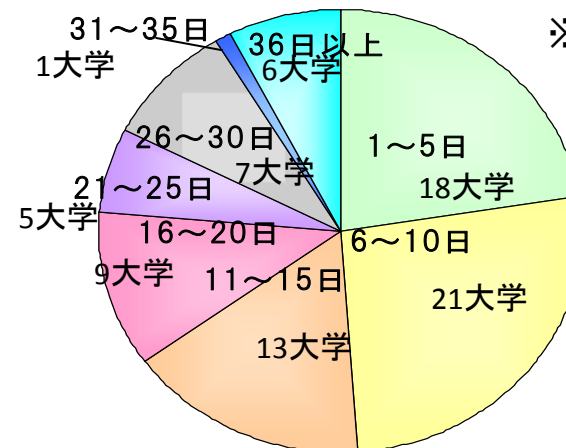 ※
1～5日
18大学
6～10日
21大学
11～15日
13大学
16～20日
9大学
21～25日
5大学
26～30日
7大学
31～35日
1大学
36日以上
6大学